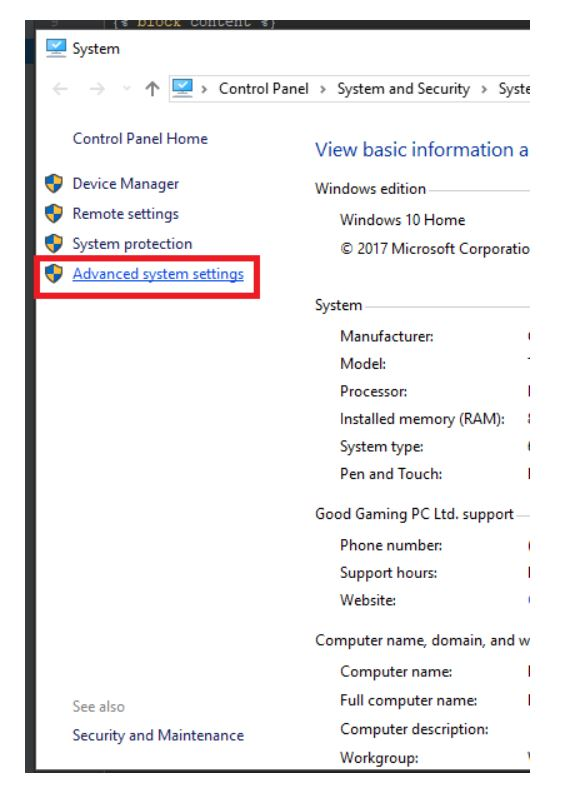 {% block content %}
System
Control Panel > System and Security > Syste
Control Panel Home
Device Manager
Remote settings
System protection
Advanced system settings
See also
Security and Maintenance
View basic information a
Windows edition
Windows 10 Home
© 2017 Microsoft Corporatio
System
Manufacturer:
Model:
Processor:
Installed memory (RAM):
System type:
Pen and Touch:
Good Gaming PC Ltd. support
Phone number:
Support hours:
Website:
Computer name, domain, and w
Computer name:
Full computer name:
Computer description:
Workgroup: